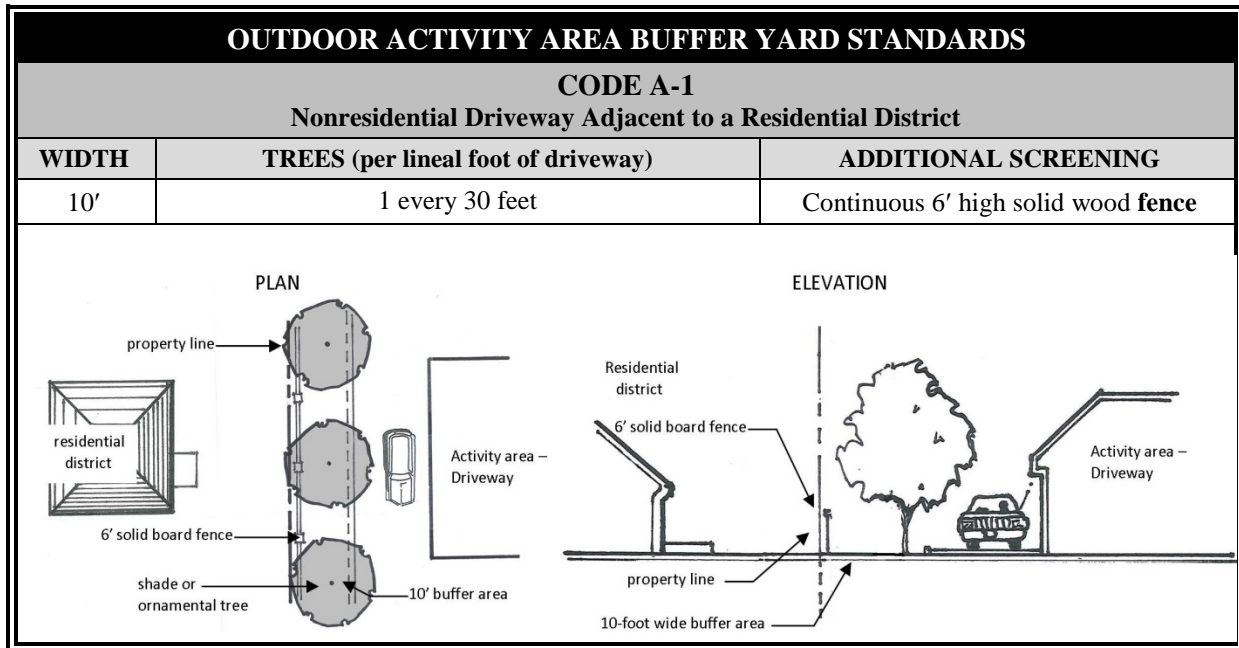 OUTDOOR ACTIVITY AREA BUFFER YARD STANDARDS
CODE A-1
Nonresidential Driveway Adjacent to a Residential District
WIDTH TREES (per lineal foot of driveway) ADDITIONAL SCREENING
10′ 1 every 30 feet Continuous 6′ high solid wood fence
PLAN
property line
residential
district
Activity area –
Driveway
6′ solid board fence
shade or
ornamental tree
10′ buffer area
ELEVATION
Residential
district
6′ solid board fence
Activity area –
Driveway
property line
10-foot wide buffer area